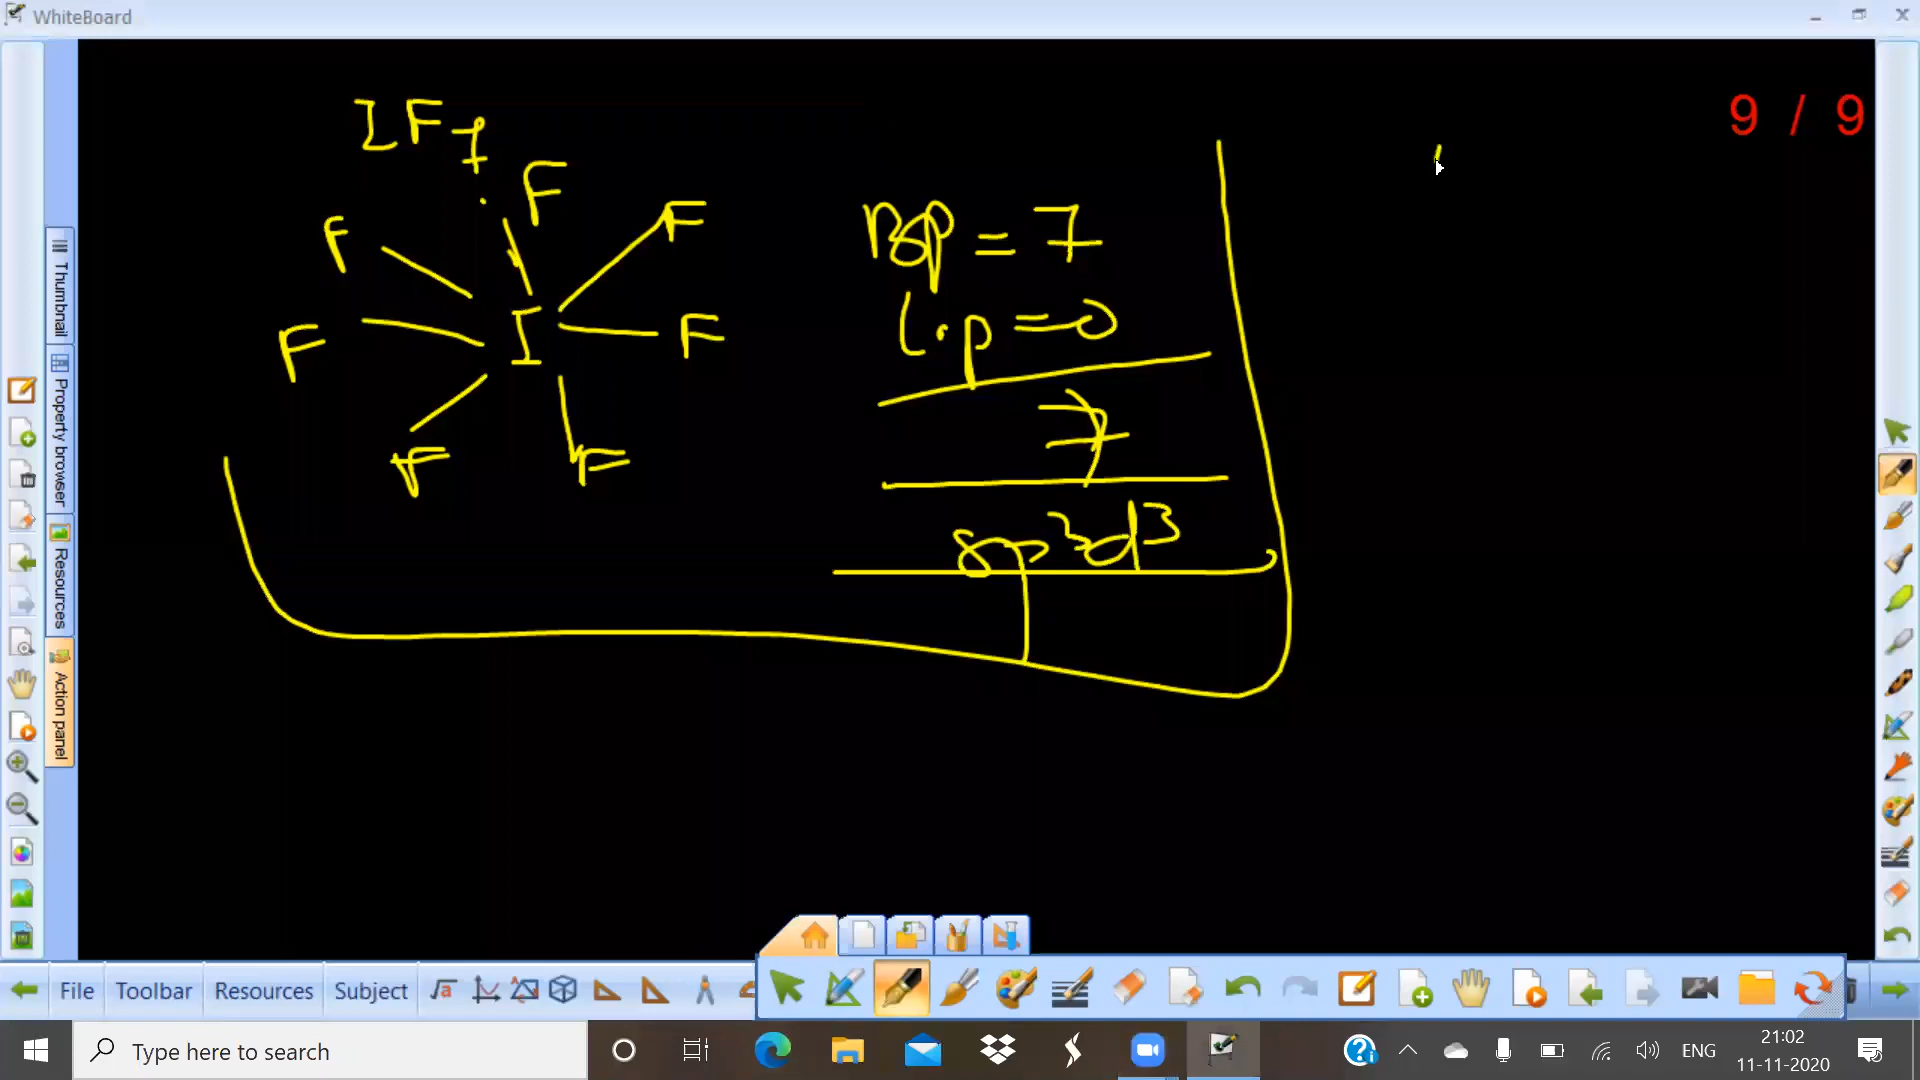 WhiteBoard
9 / 9
IF7
F
F
F
F
I
F
F
F
F
Bp = 7
l.p = 0
7
sp3d3
Thumbnail
Property browser
Resources
Action panel
File
Toolbar
Resources
Subject
Type here to search
ENG
21:02
11-11-2020